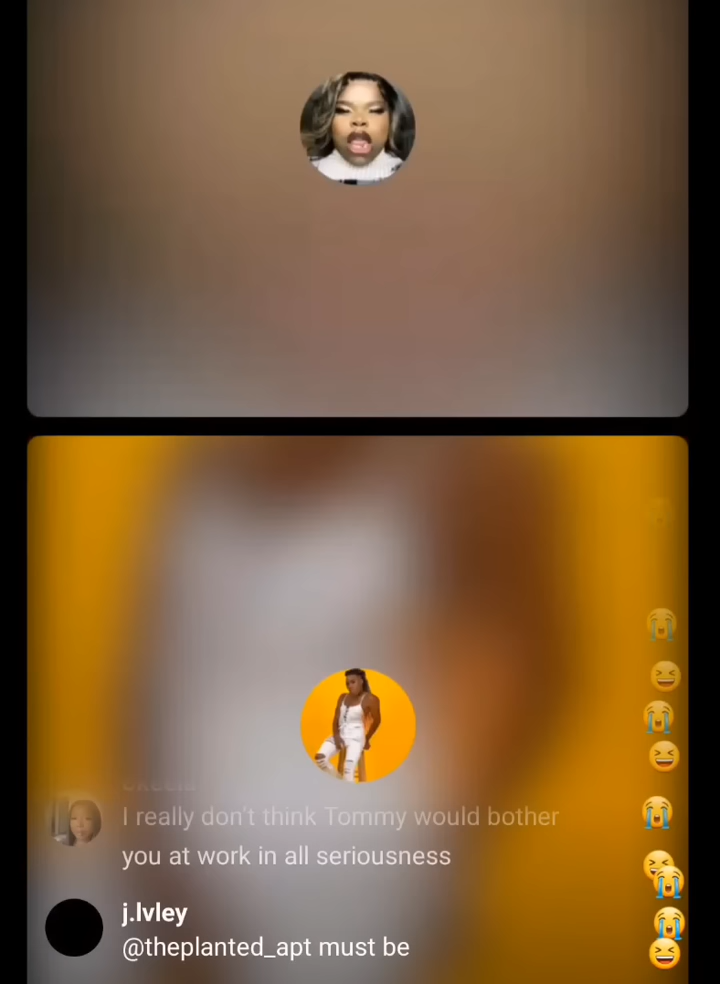 I really don't think Tommy would bother
you at work in all seriousness
j.lvley
@theplanted_apt must be